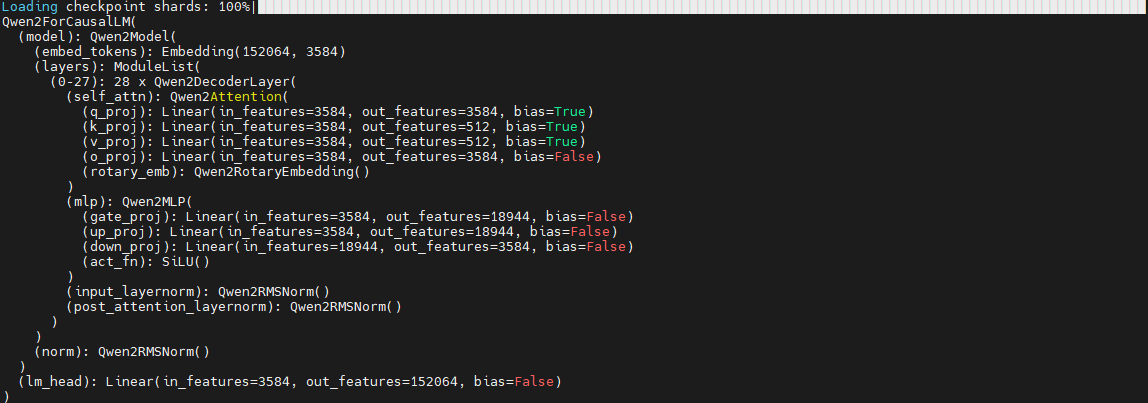 Loading checkpoint shards: 100%|
Qwen2ForCausalLM(
  (model): Qwen2Model(
    (embed_tokens): Embedding(152064, 3584)
    (layers): ModuleList(
      (0-27): 28 x Qwen2DecoderLayer(
        (self_attn): Qwen2Attention(
          (q_proj): Linear(in_features=3584, out_features=3584, bias=True)
          (k_proj): Linear(in_features=3584, out_features=512, bias=True)
          (v_proj): Linear(in_features=3584, out_features=512, bias=True)
          (o_proj): Linear(in_features=3584, out_features=3584, bias=False)
          (rotary_emb): Qwen2RotaryEmbedding()
        )
        (mlp): Qwen2MLP(
          (gate_proj): Linear(in_features=3584, out_features=18944, bias=False)
          (up_proj): Linear(in_features=3584, out_features=18944, bias=False)
          (down_proj): Linear(in_features=18944, out_features=3584, bias=False)
          (act_fn): SiLU()
        )
        (input_layernorm): Qwen2RMSNorm()
        (post_attention_layernorm): Qwen2RMSNorm()
      )
    )
    (norm): Qwen2RMSNorm()
  )
  (lm_head): Linear(in_features=3584, out_features=152064, bias=False)
)